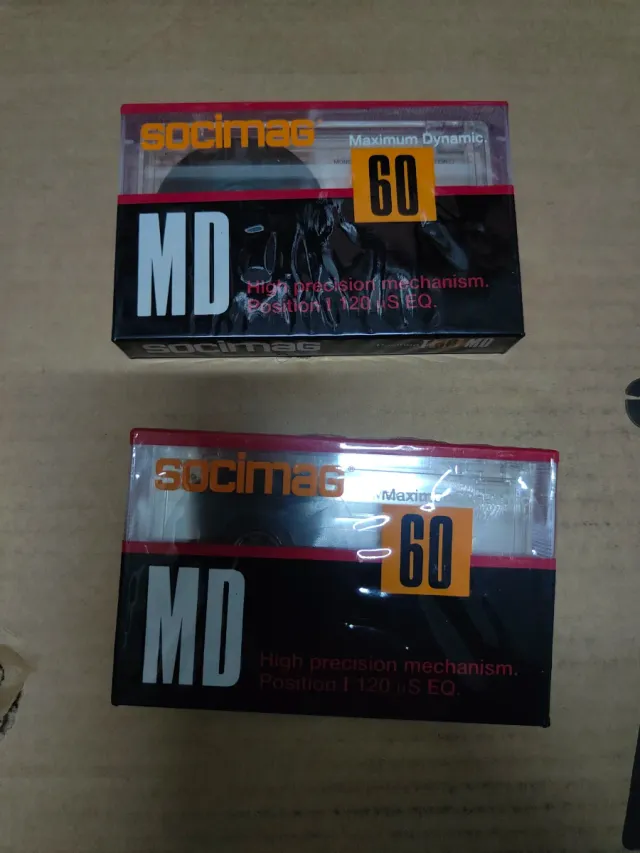 socimag
Maximum Dynamic.
60
MD
High precision mechanism.
Position I 120 µS EQ.
socimag
MD
socimag
60
MD
High precision mechanism.
Position I 120 µS EQ.